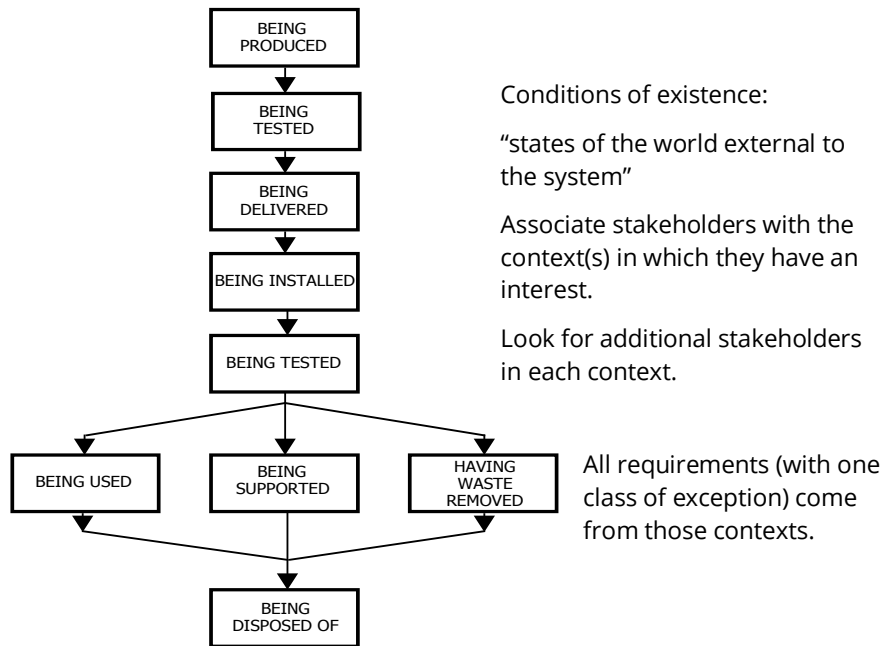 BEING
PRODUCED
BEING
TESTED
BEING
DELIVERED
BEING INSTALLED
BEING TESTED
BEING USED
BEING
SUPPORTED
HAVING
WASTE
REMOVED
BEING
DISPOSED OF
Conditions of existence:
“states of the world external to
the system”
Associate stakeholders with the
context(s) in which they have an
interest.
Look for additional stakeholders
in each context.
All requirements (with one
class of exception) come
from those contexts.